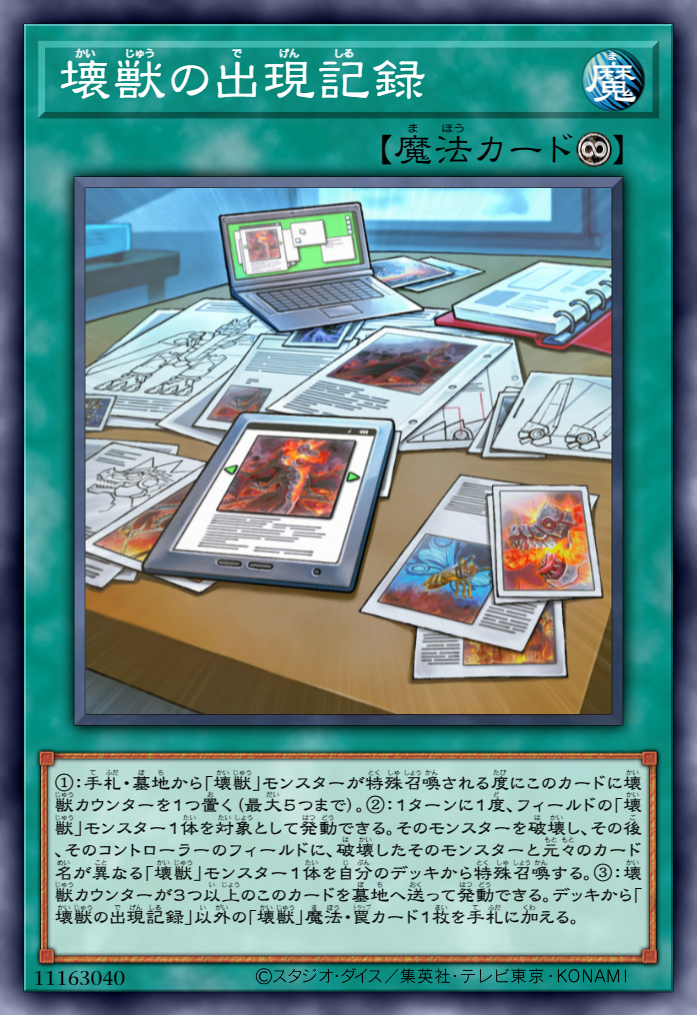 壊獣の出現記録
魔
【魔法カード】
①:手札・墓地から「壊獣」モンスターが特殊召喚される度にこのカードに壊
獣カウンターを1つ置く(最大5つまで)。②:1ターンに1度、フィールドの「壊
獣」モンスター1体を対象として発動できる。そのモンスターを破壊し、その後
、そのコントローラーのフィールドに、破壊したそのモンスターと元々のカード
名が異なる「壊獣」モンスター1体を自分のデッキから特殊召喚する。③:壊
獣カウンターが3つ以上のこのカードを墓地へ送って発動できる。デッキから「
壊獣の出現記録」以外の「壊獣」魔法・罠カード1枚を手札に加える。
11163040 ©スタジオ・ダイス/集英社・テレビ東京・KONAMI